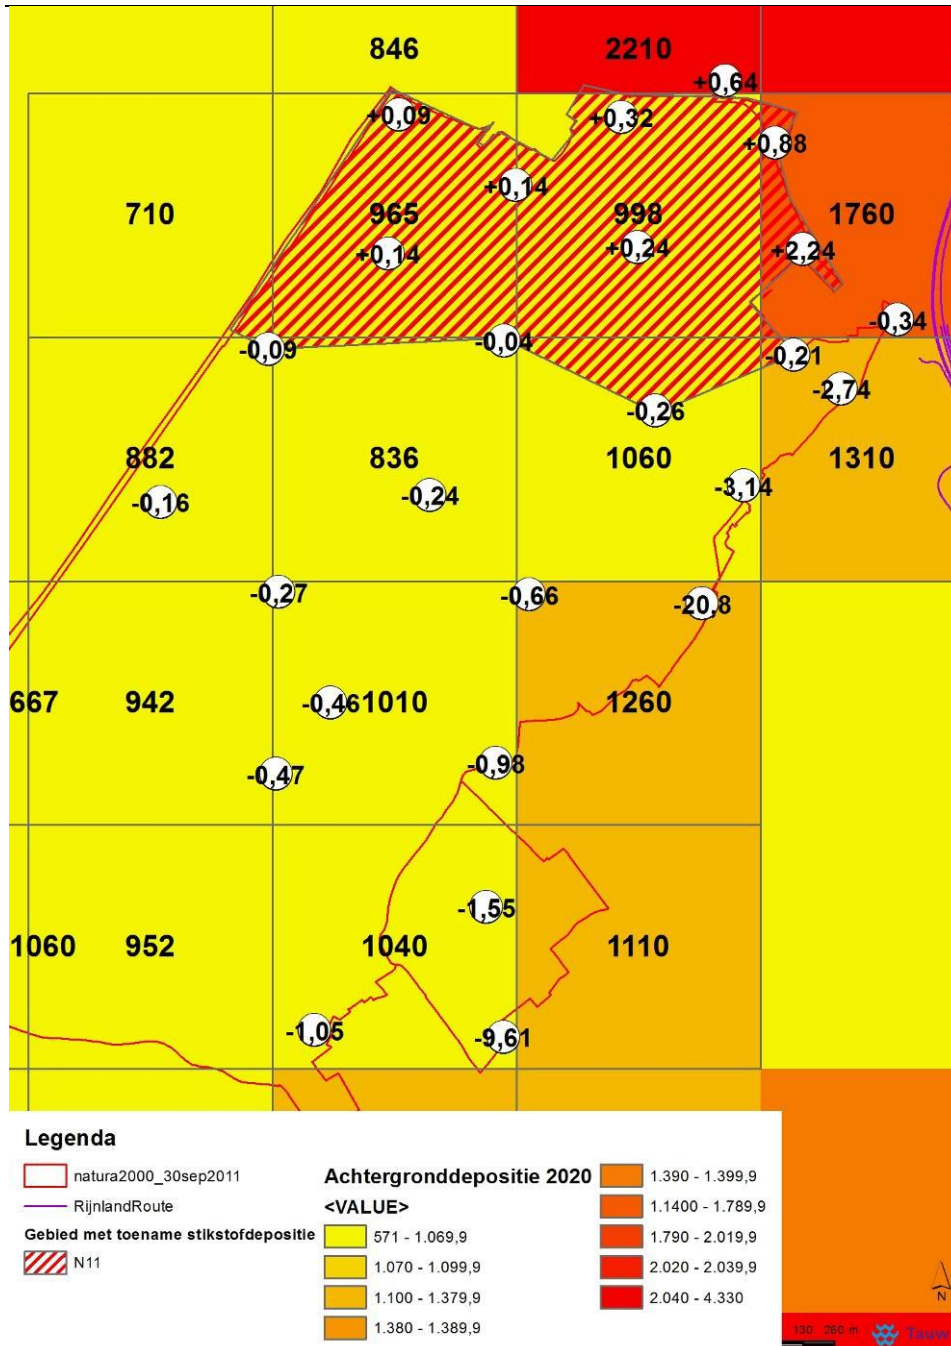 846 2210
+0,64
+0,09 +0,32
+0,88
+0,14
710 965 998 1760
+0,14 +0,24 +2,24
-0,34
-0,09 -0,04 -0,21
-2,74
-0,26
882 836 1060 1310
-0,16 -0,24 -3,14
-0,27 -0,66 -20,8
667 942 -0,46 1010 1260
-0,47 -0,98
-1,55
1060 952 1040 1110
-1,05 -9,61
Legenda
natura2000_30sep2011
RijnlandRoute
Gebied met toename stikstofdepositie
N11
Achtergronddepositie 2020
<VALUE>
571 - 1.069,9
1.070 - 1.099,9
1.100 - 1.379,9
1.380 - 1.389,9
1.390 - 1.399,9
1.1400 - 1.789,9
1.790 - 2.019,9
2.020 - 2.039,9
2.040 - 4.330
N
130 260 m
Tauw